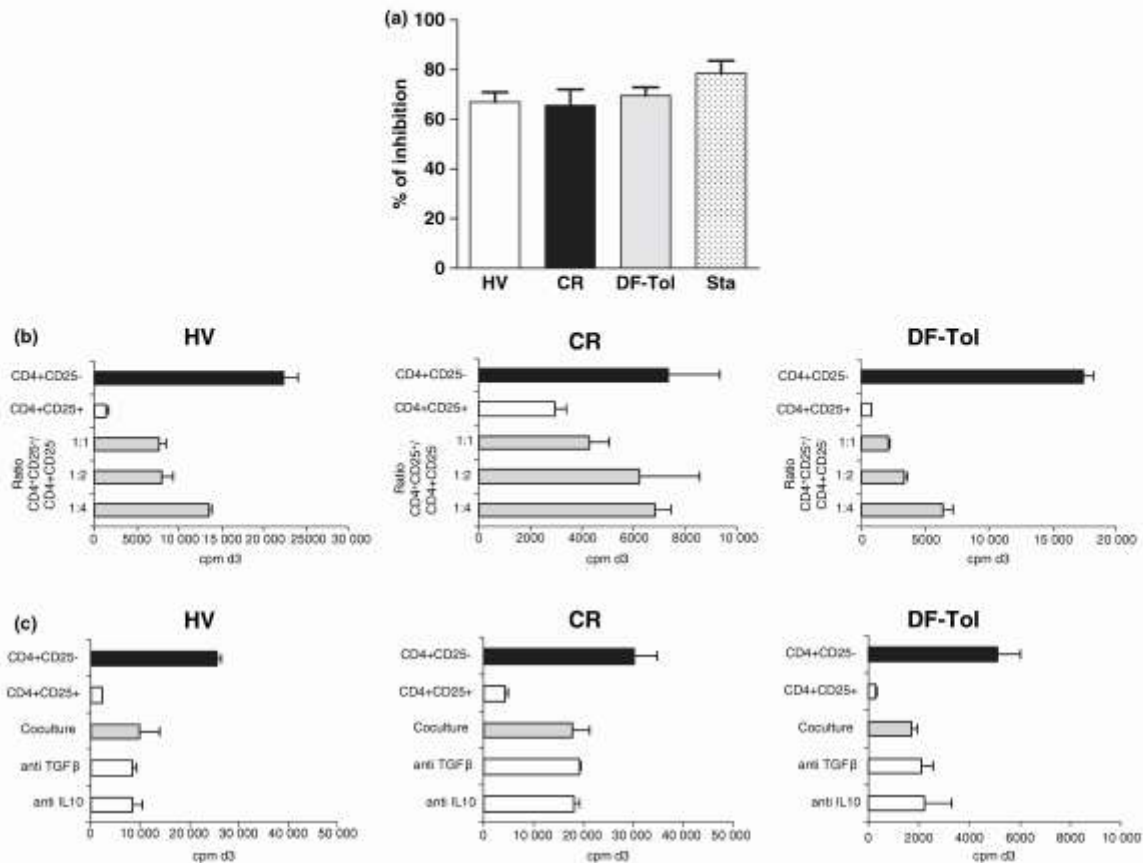 (a)
100
80
60
40
20
0
% of inhibition
HV CR DF-Tol Sta
(b)
HV
CD4+CD25-
CD4+CD25+
1:1
1:2
1:4
Ratio
CD4⁺CD25⁺/
CD4+CD25
0 5000 10 000 15 000 20 000 25 000 30 000
cpm d3
CR
CD4+CD25-
CD4+CD25+
1:1
1:2
1:4
Ratio
CD4⁺CD25⁺/
CD4+CD25
0 2000 4000 6000 8000 10 000
cpm d3
DF-Tol
CD4+CD25-
CD4+CD25+
1:1
1:2
1:4
Ratio
CD4⁺CD25⁺/
CD4+CD25
0 5000 10 000 15 000 20 000
cpm d3
(c)
HV
CD4+CD25-
CD4+CD25+
Coculture
anti TGFβ
anti IL10
0 10 000 20 000 30 000 40 000 50 000
cpm d3
CR
CD4+CD25-
CD4+CD25+
Coculture
anti TGFβ
anti IL10
0 10 000 20 000 30 000 40 000 50 000
cpm d3
DF-Tol
CD4+CD25-
CD4+CD25+
Coculture
anti TGFβ
anti IL10
0 2000 4000 6000 8000 10 000
cpm d3